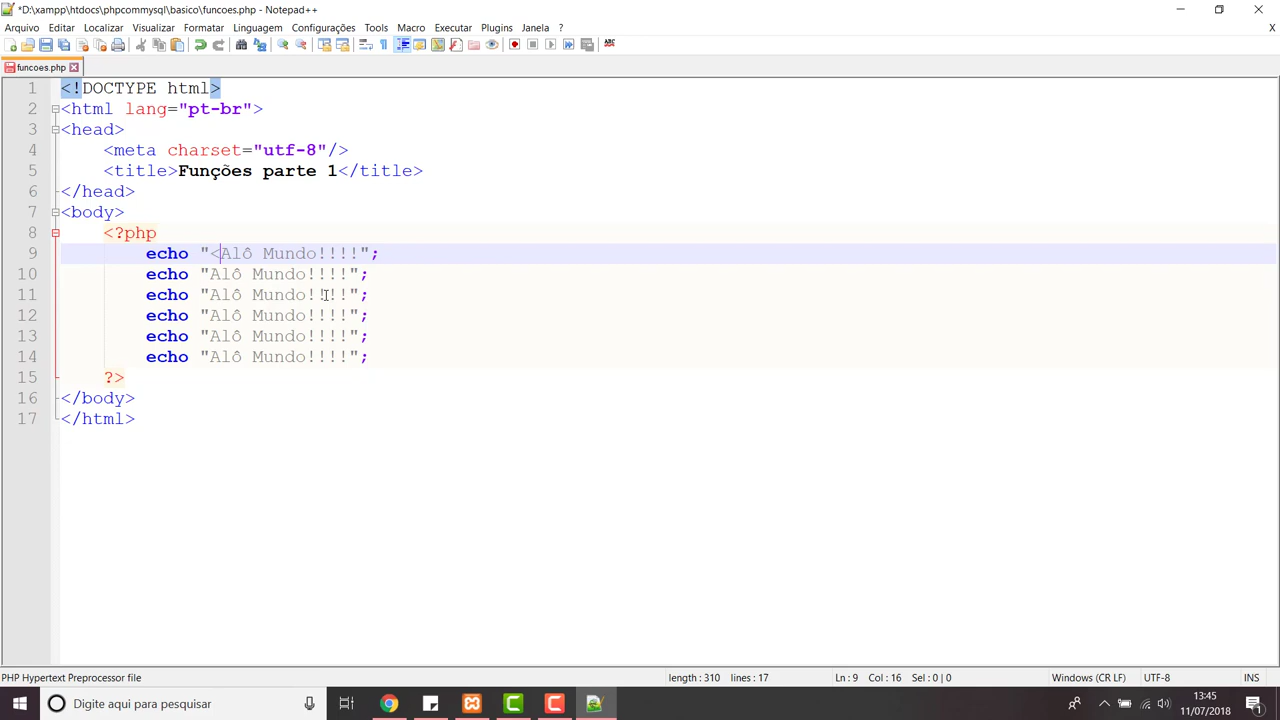 *D:\xampp\htdocs\phpcommysql\basico\funcoes.php - Notepad++
Arquivo Editar Localizar Visualizar Formatar Linguagem Configurações Tools Macro Executar Plugins Janela ? X
funcoes.php
1 <!DOCTYPE html>
2 <html lang="pt-br">
3 <head>
4 <meta charset="utf-8"/>
5 <title>Funções parte 1</title>
6 </head>
7 <body>
8 <?php
9 echo "<Alô Mundo!!!!";
10 echo "Alô Mundo!!!!";
11 echo "Alô Mundo!!!!";
12 echo "Alô Mundo!!!!";
13 echo "Alô Mundo!!!!";
14 echo "Alô Mundo!!!!";
15 ?>
16 </body>
17 </html>
PHP Hypertext Preprocessor file length : 310 lines : 17 Ln : 9 Col : 16 Sel : 0 | 0 Windows (CR LF) UTF-8 INS
Digite aqui para pesquisar
13:45
11/07/2018